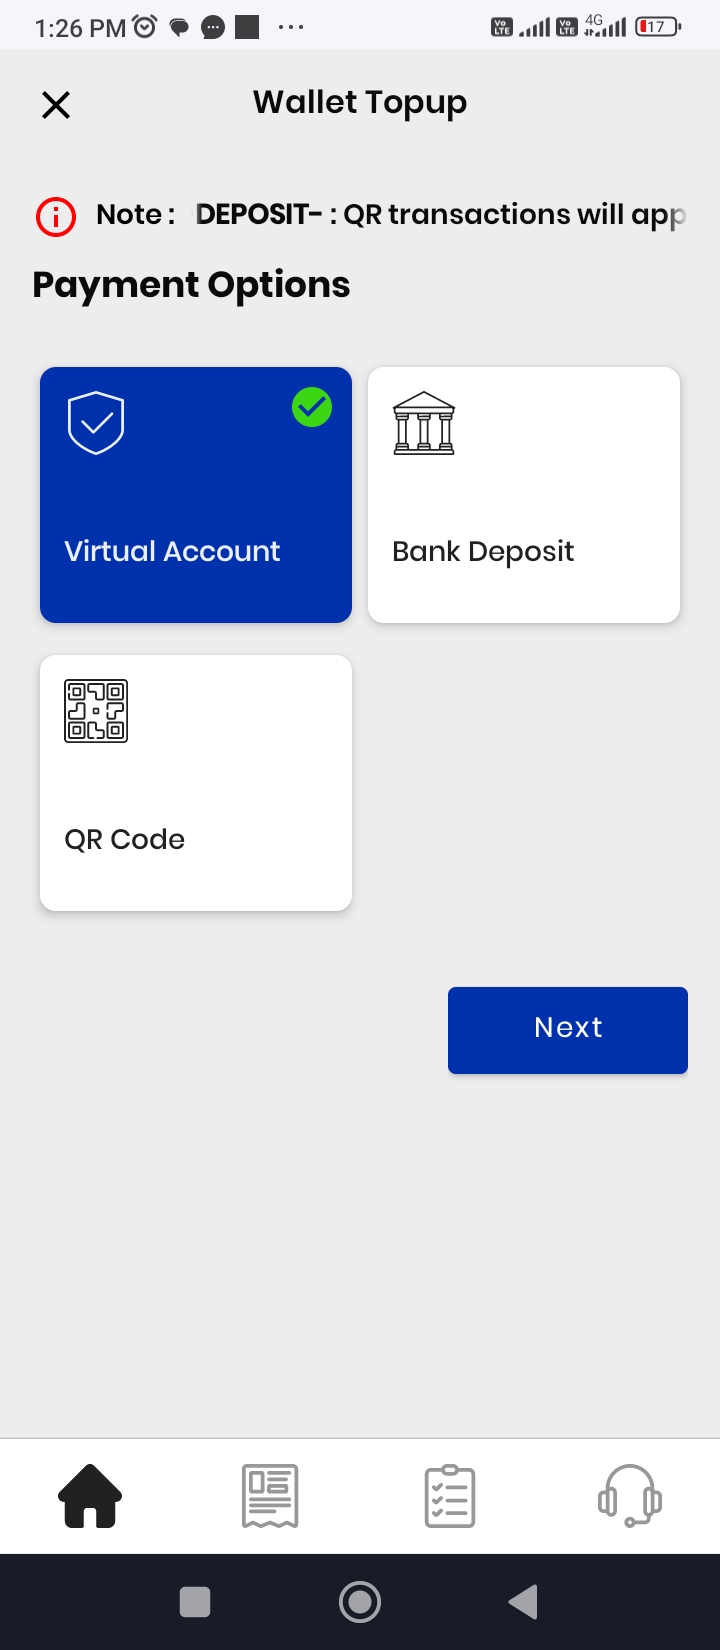 1:26 PM
Vo LTE
Vo LTE
4G
17
Wallet Topup
Note : DEPOSIT- : QR transactions will app
Payment Options
Virtual Account
Bank Deposit
QR Code
Next